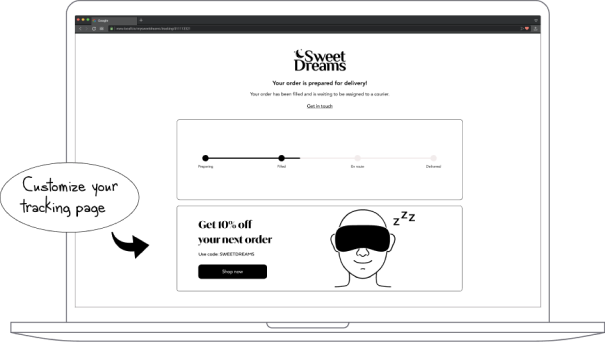 Google
Sweet
Dreams
Your order is prepared for delivery!
Your order has been filled and is waiting to be assigned to a courier.
Get in touch
Preparing
Filled
En route
Delivered
Customize your
tracking page
Get 10% off
your next order
Use code: SWEETDREAMS
Shop now
zzZ